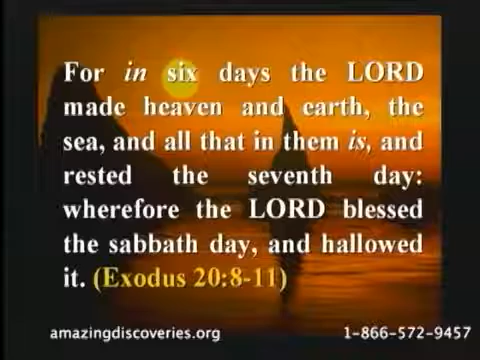 For in six days the LORD
made heaven and earth, the
sea, and all that in them is, and
rested the seventh day:
wherefore the LORD blessed
the sabbath day, and hallowed
it. (Exodus 20:8-11)
amazingdiscoveries.org 1-866-572-9457